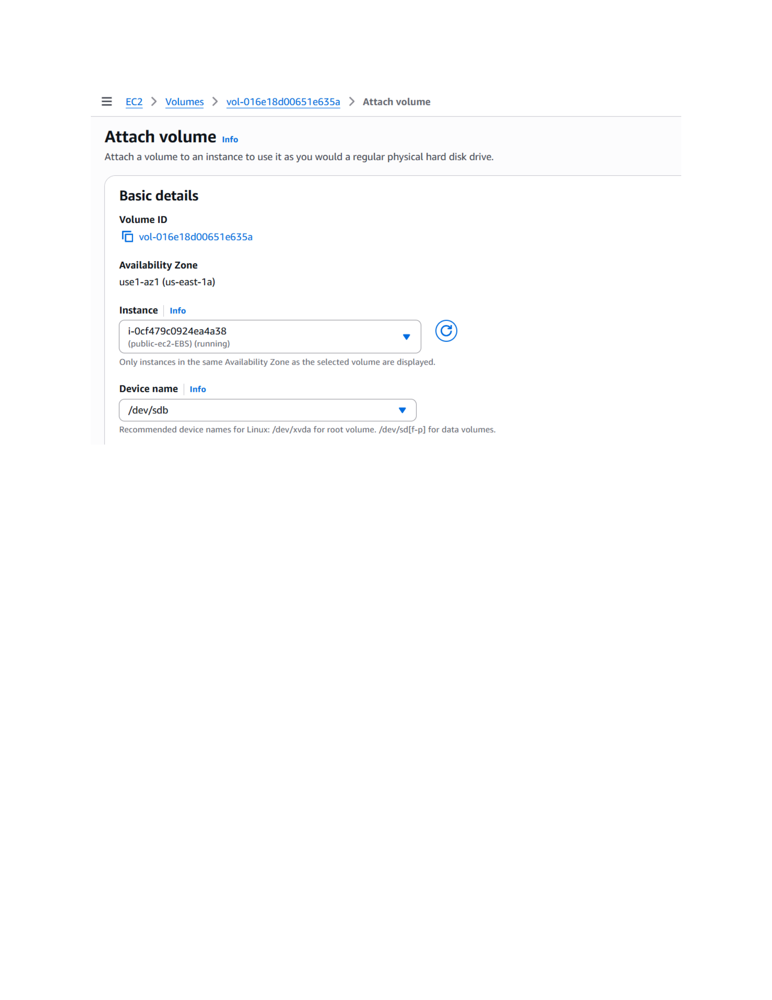 EC2 > Volumes > vol-016e18d00651e635a > Attach volume
Attach volume Info
Attach a volume to an instance to use it as you would a regular physical hard disk drive.
Basic details
Volume ID
vol-016e18d00651e635a
Availability Zone
use1-az1 (us-east-1a)
Instance | Info
i-0cf479c0924ea4a38
(public-ec2-EBS) (running)
Only instances in the same Availability Zone as the selected volume are displayed.
Device name | Info
/dev/sdb
Recommended device names for Linux: /dev/xvda for root volume. /dev/sd[f-p] for data volumes.